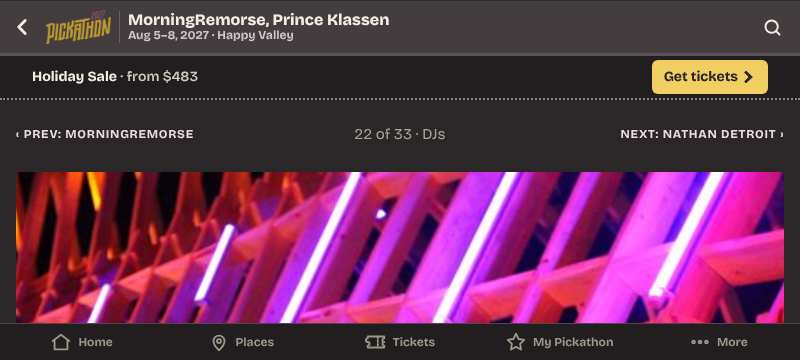 PICKATHON
MorningRemorse, Prince Klassen
Aug 5–8, 2027 · Happy Valley
Holiday Sale · from $483
Get tickets
‹ PREV: MORNINGREMORSE
22 of 33 · DJs
NEXT: NATHAN DETROIT ›
Home
Places
Tickets
My Pickathon
More